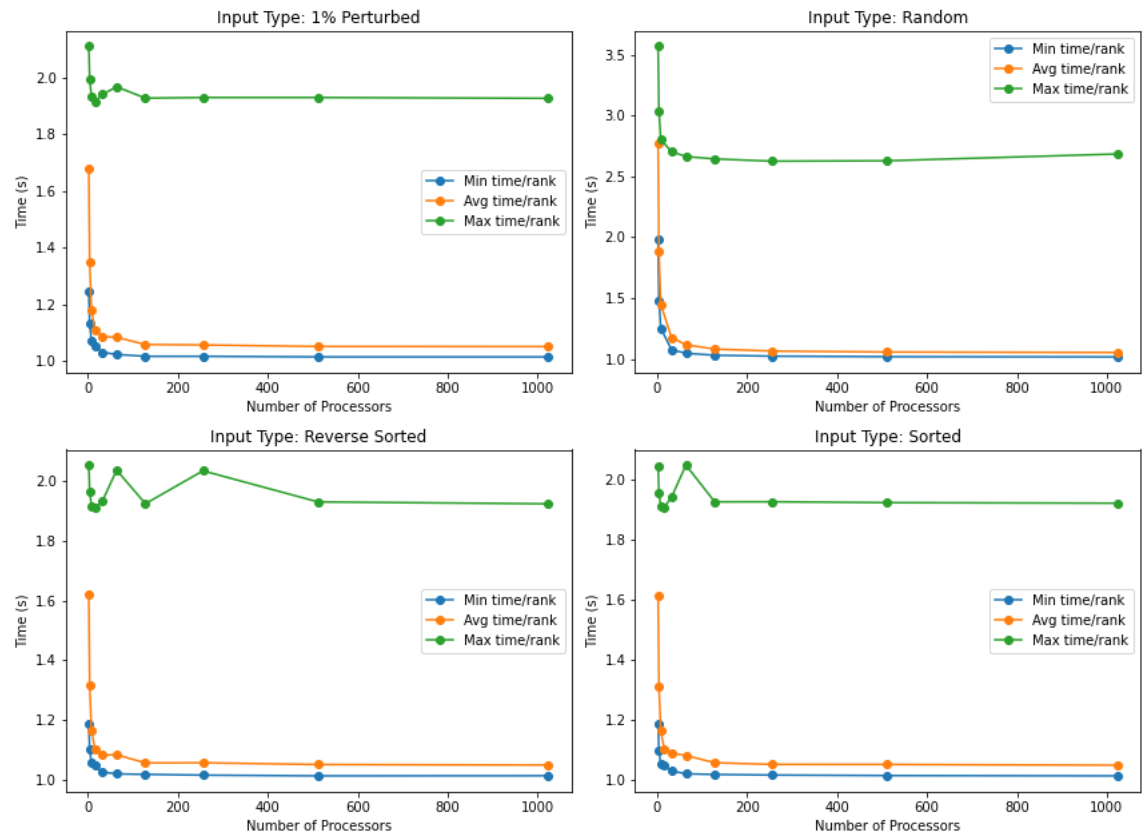 Input Type: 1% Perturbed
2.0
1.8
1.6
1.4
1.2
1.0
Time (s)
Min time/rank
Avg time/rank
Max time/rank
0 200 400 600 800 1000
Number of Processors
Input Type: Random
3.5
3.0
2.5
2.0
1.5
1.0
Time (s)
Min time/rank
Avg time/rank
Max time/rank
0 200 400 600 800 1000
Number of Processors
Input Type: Reverse Sorted
2.0
1.8
1.6
1.4
1.2
1.0
Time (s)
Min time/rank
Avg time/rank
Max time/rank
0 200 400 600 800 1000
Number of Processors
Input Type: Sorted
2.0
1.8
1.6
1.4
1.2
1.0
Time (s)
Min time/rank
Avg time/rank
Max time/rank
0 200 400 600 800 1000
Number of Processors